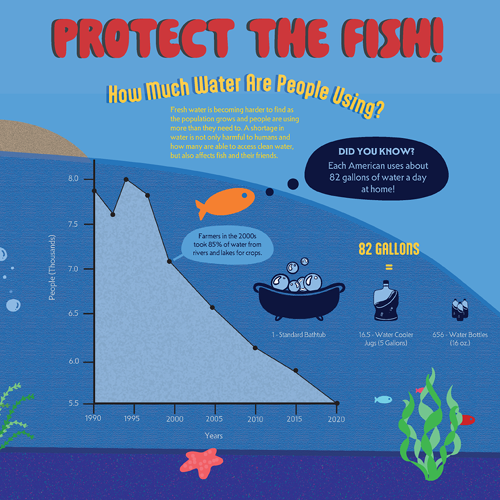 PROTECT THE FISH!
How Much Water Are People Using?
Fresh water is becoming harder to find as
the population grows and people are using
more than they need to. A shortage in
water is not only harmful to humans and
how many are able to access clean water,
but also affects fish and their friends.
DID YOU KNOW?
Each American uses about
82 gallons of water a day
at home!
Farmers in the 2000s
took 85% of water from
rivers and lakes for crops.
82 GALLONS
=
1 - Standard Bathtub
16.5 - Water Cooler
Jugs (5 Gallons)
656 - Water Bottles
(16 oz.)
People (Thousands)
8.0
7.5
7.0
6.5
6.0
5.5
1990
1995
2000
2005
2010
2015
2020
Years